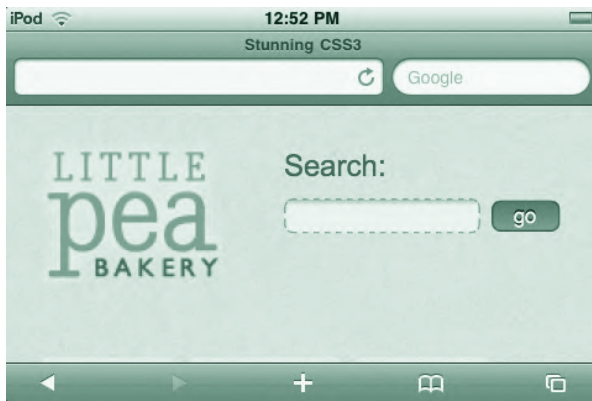 iPod 12:52 PM
Stunning CSS3
Google
LITTLE
pea
BAKERY
Search:
go